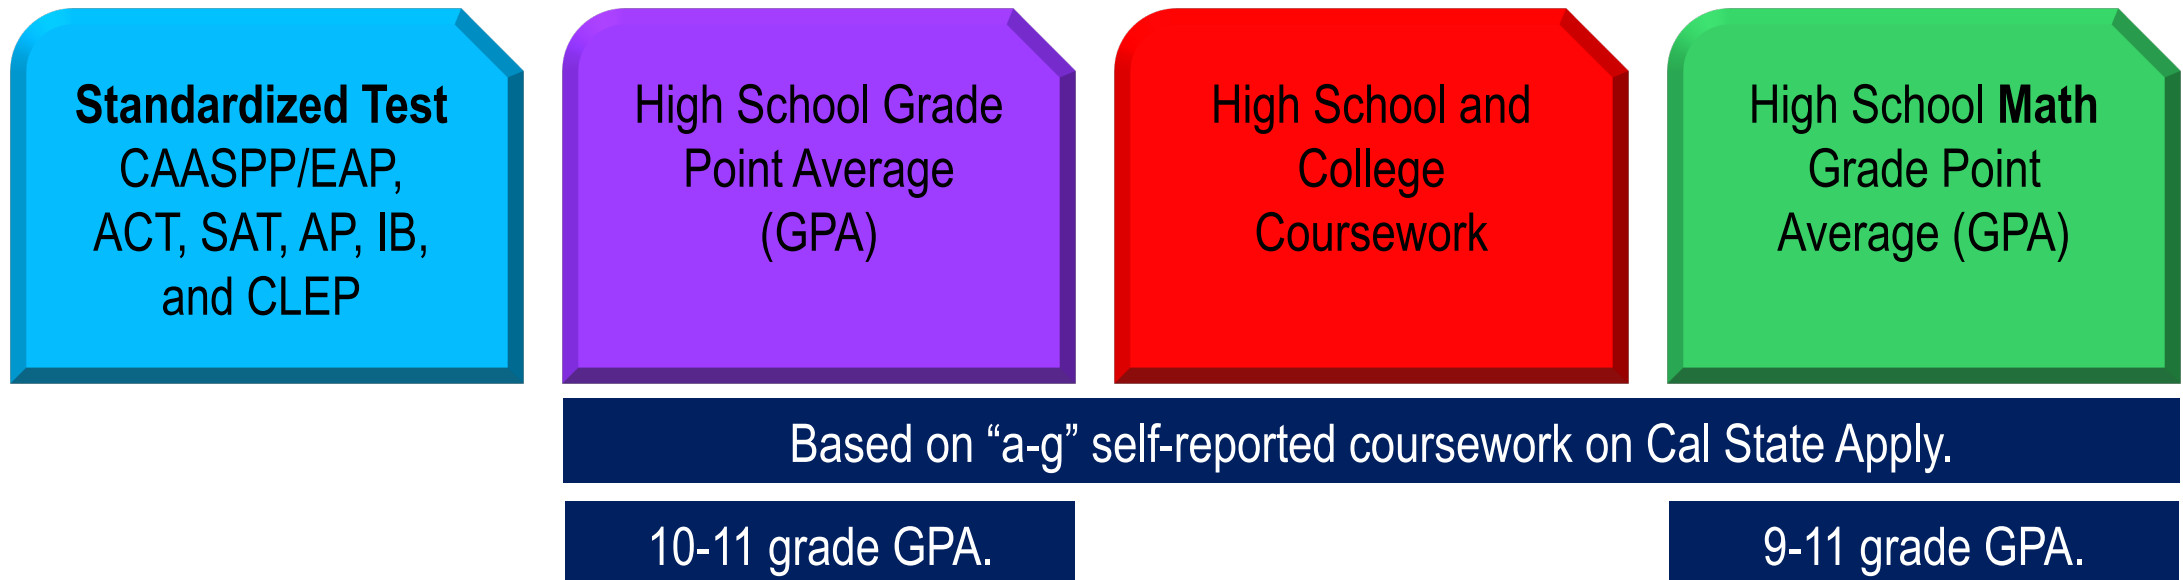 Standardized Test
CAASPP/EAP,
ACT, SAT, AP, IB,
and CLEP
High School Grade
Point Average
(GPA)
High School and
College
Coursework
High School Math
Grade Point
Average (GPA)
Based on “a-g” self-reported coursework on Cal State Apply.
10-11 grade GPA.
9-11 grade GPA.